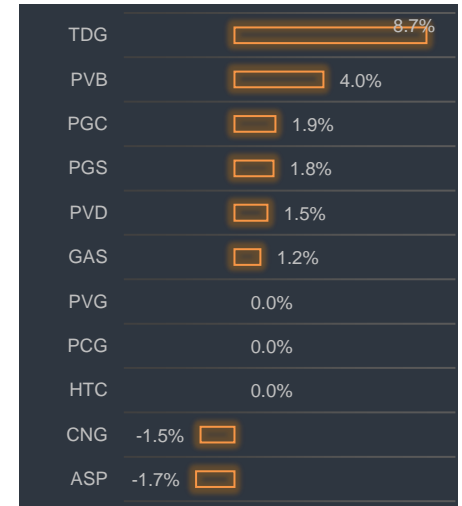 TDG 8.7%
PVB 4.0%
PGC 1.9%
PGS 1.8%
PVD 1.5%
GAS 1.2%
PVG 0.0%
PCG 0.0%
HTC 0.0%
CNG -1.5%
ASP -1.7%